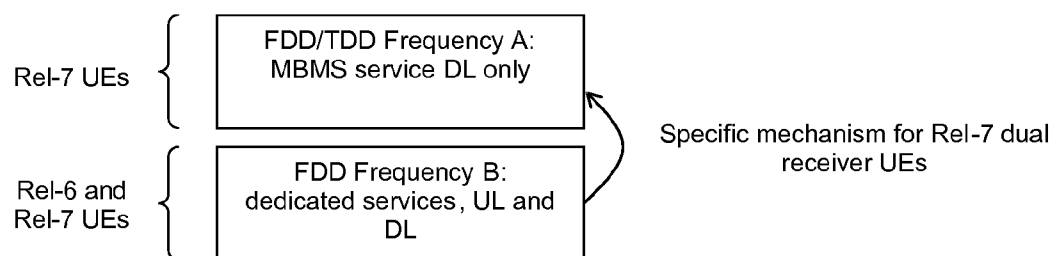 Rel-7 UEs
FDD/TDD Frequency A:
MBMS service DL only
Specific mechanism for Rel-7 dual
receiver UEs
Rel-6 and
Rel-7 UEs
FDD Frequency B:
dedicated services, UL and
DL